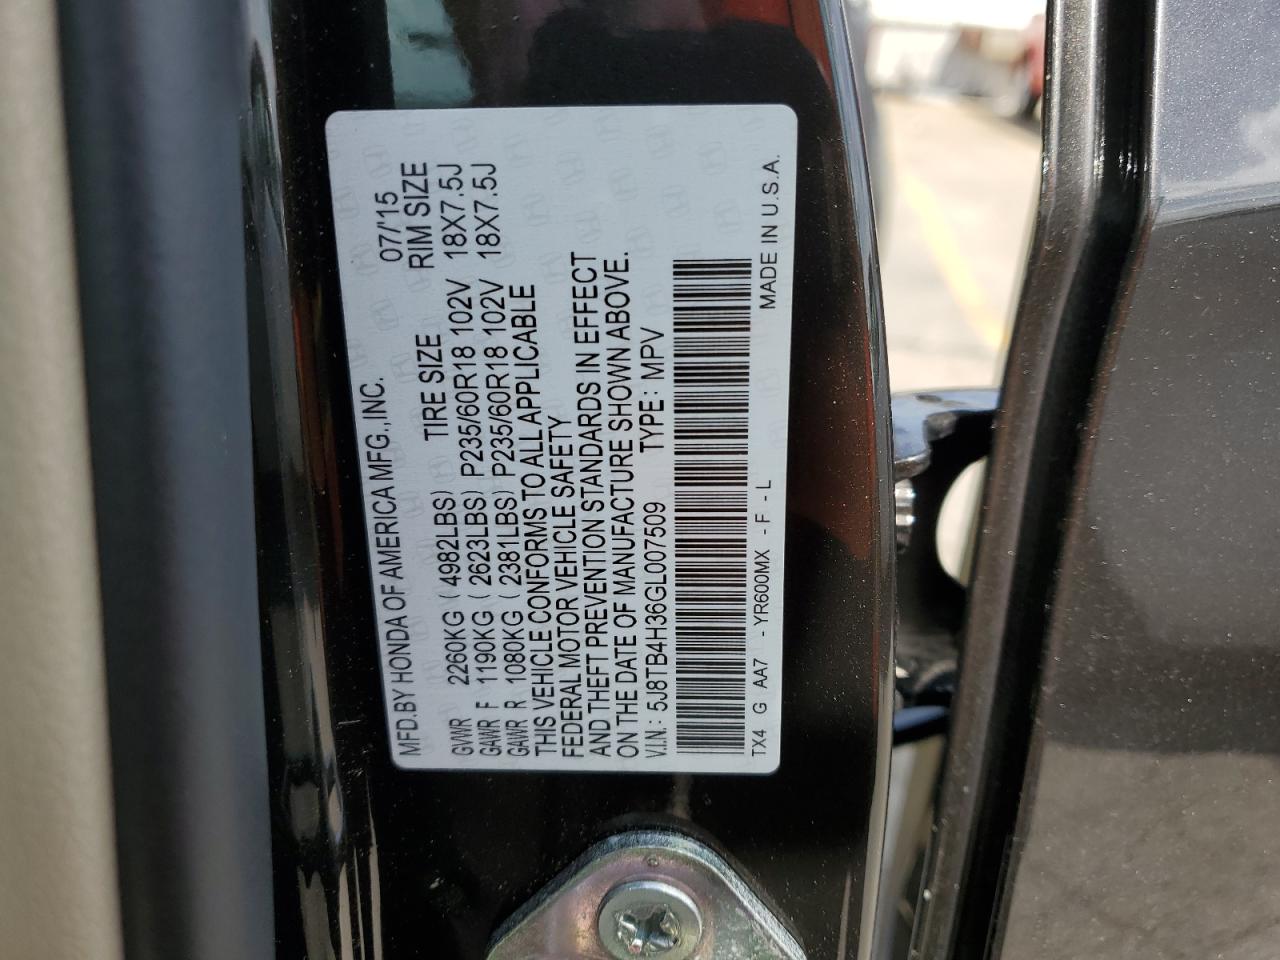 MFD.BY HONDA OF AMERICA MFG.,INC. 07/'15
TIRE SIZE RIM SIZE
GVWR 2260KG ( 4982LBS)
GAWR F 1190KG ( 2623LBS) P235/60R18 102V 18X7.5J
GAWR R 1080KG ( 2381LBS) P235/60R18 102V 18X7.5J
THIS VEHICLE CONFORMS TO ALL APPLICABLE
FEDERAL MOTOR VEHICLE SAFETY
AND THEFT PREVENTION STANDARDS IN EFFECT
ON THE DATE OF MANUFACTURE SHOWN ABOVE.
V.I.N.: 5J8TB4H36GL007509 TYPE: MPV
TX4 G AA7 - YR600MX - F - L MADE IN U.S.A.